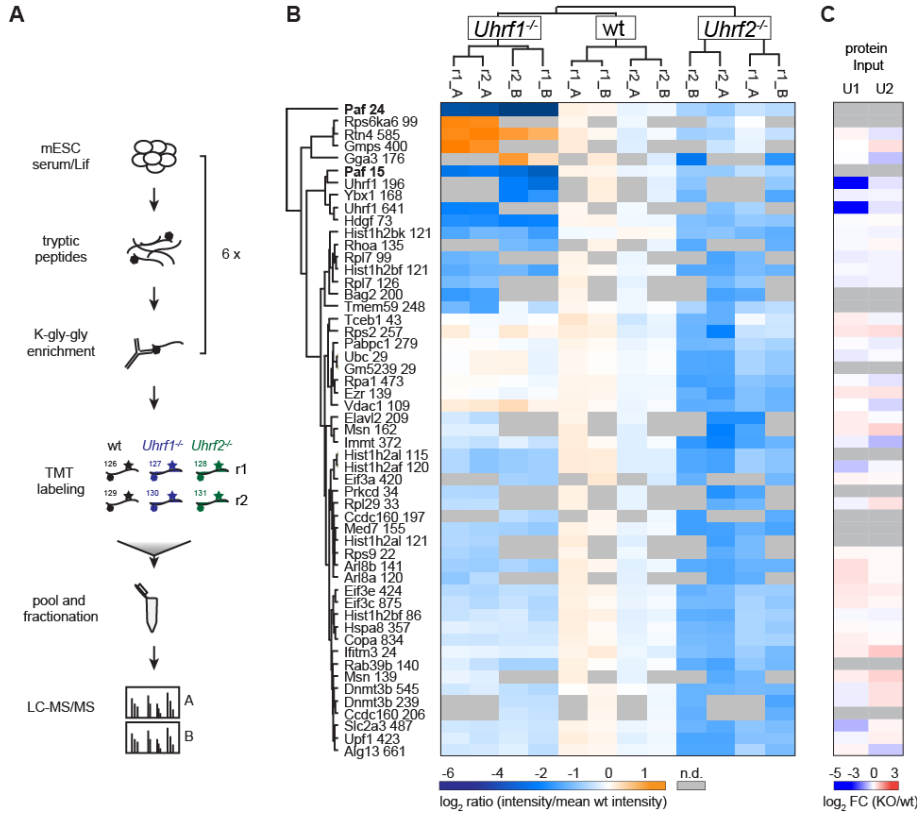 A
mESC
serum/Lif
tryptic
peptides
6 x
K-gly-gly
enrichment
TMT
labeling
wt Uhrf1-/- Uhrf2-/-
126 127 128 r1
129 130 131 r2
pool and
fractionation
LC-MS/MS
A
B
B
Uhrf1-/- wt Uhrf2-/-
r1_A r2_A r2_B r1_B r1_A r1_B r2_A r2_B r2_B r2_A r1_A r1_B
Paf 24
Rps6ka6 99
Rtn4 585
Gmps 400
Gga3 176
Paf 15
Uhrf1 196
Ybx1 168
Uhrf1 641
Hdgf 73
Hist1h2bk 121
Rhoa 135
Rpl7 99
Hist1h2bf 121
Rpl7 126
Bag2 200
Tmem59 248
Tceb1 43
Rps2 257
Pabpc1 279
Ubc 29
Gm5239 29
Rpa1 473
Ezr 139
Vdac1 109
Elavl2 209
Msn 162
Immt 372
Hist1h2al 115
Hist1h2af 120
Eif3a 420
Prkcd 34
Rpl29 33
Ccdc160 197
Med7 155
Hist1h2al 121
Rps9 22
Arl8b 141
Arl8a 120
Eif3e 424
Eif3c 875
Hist1h2bf 86
Hspa8 357
Copa 834
Ifitm3 24
Rab39b 140
Msn 139
Dnmt3b 545
Dnmt3b 239
Ccdc160 206
Slc2a3 487
Upf1 423
Alg13 661
-6 -4 -2 -1 0 1 n.d.
log2 ratio (intensity/mean wt intensity)
C
protein
Input
U1 U2
-5 -3 0 3
log2 FC (KO/wt)